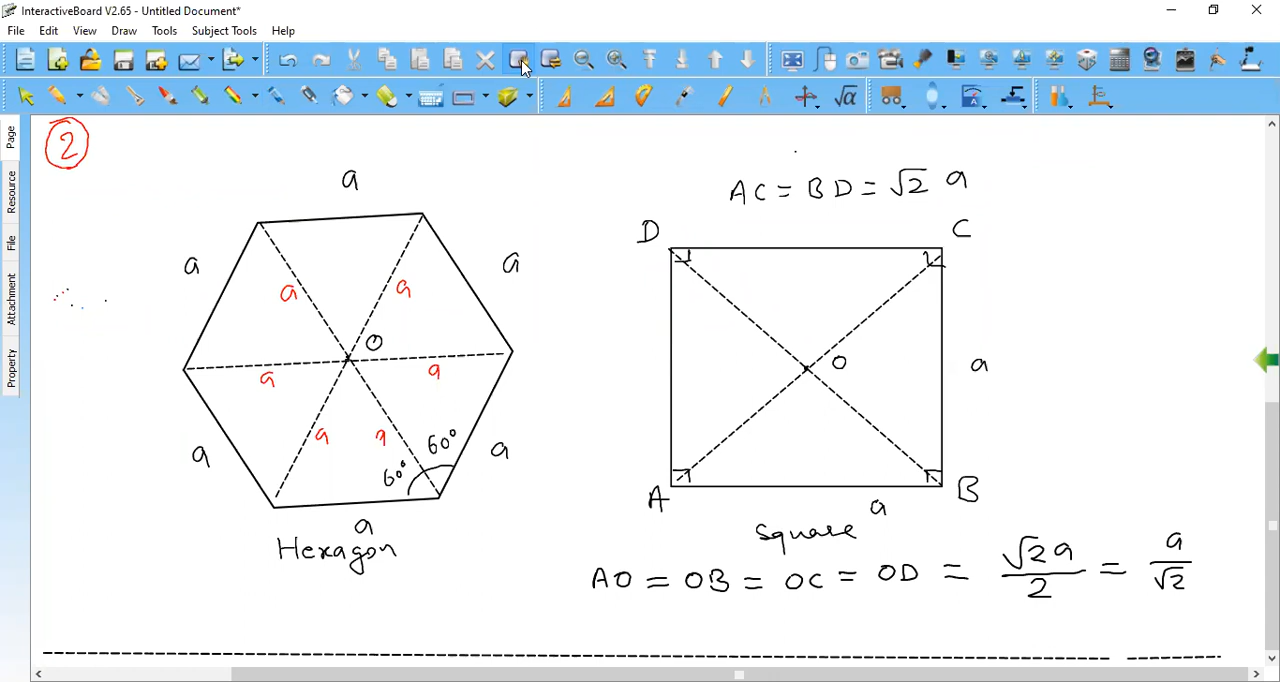 InteractiveBoard V2.65 - Untitled Document*
File Edit View Draw Tools Subject Tools Help
Page
Resource
File
Attachment
Property
2
a
a
a
a
a
O
a
a
a
a
a
60°
60°
a
a
a
Hexagon
AC = BD = √2 a
D
C
O
a
A
B
a
Square
AO = OB = OC = OD = √2a/2 = a/√2